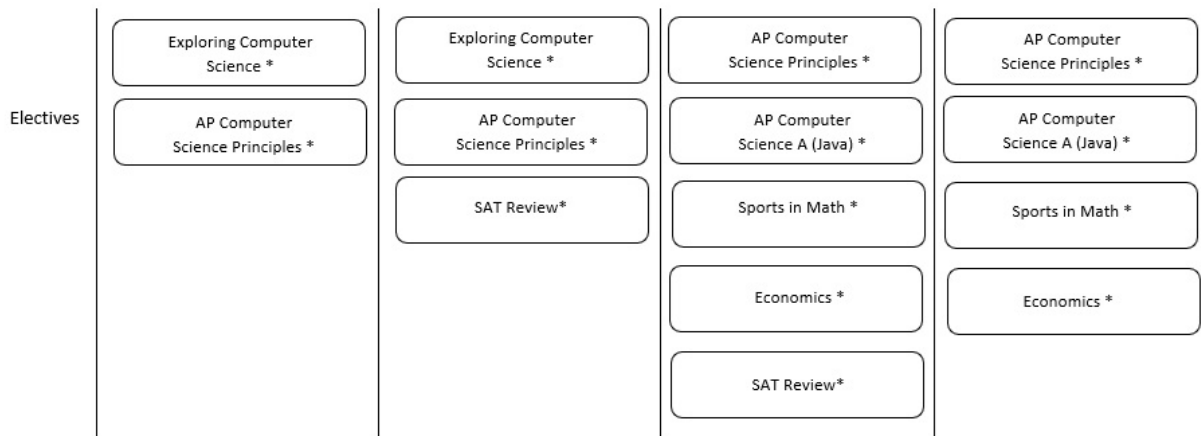 Electives
Exploring Computer
Science *
AP Computer
Science Principles *
Exploring Computer
Science *
AP Computer
Science Principles *
SAT Review*
AP Computer
Science Principles *
AP Computer
Science A (Java) *
Sports in Math *
Economics *
SAT Review*
AP Computer
Science Principles *
AP Computer
Science A (Java) *
Sports in Math *
Economics *